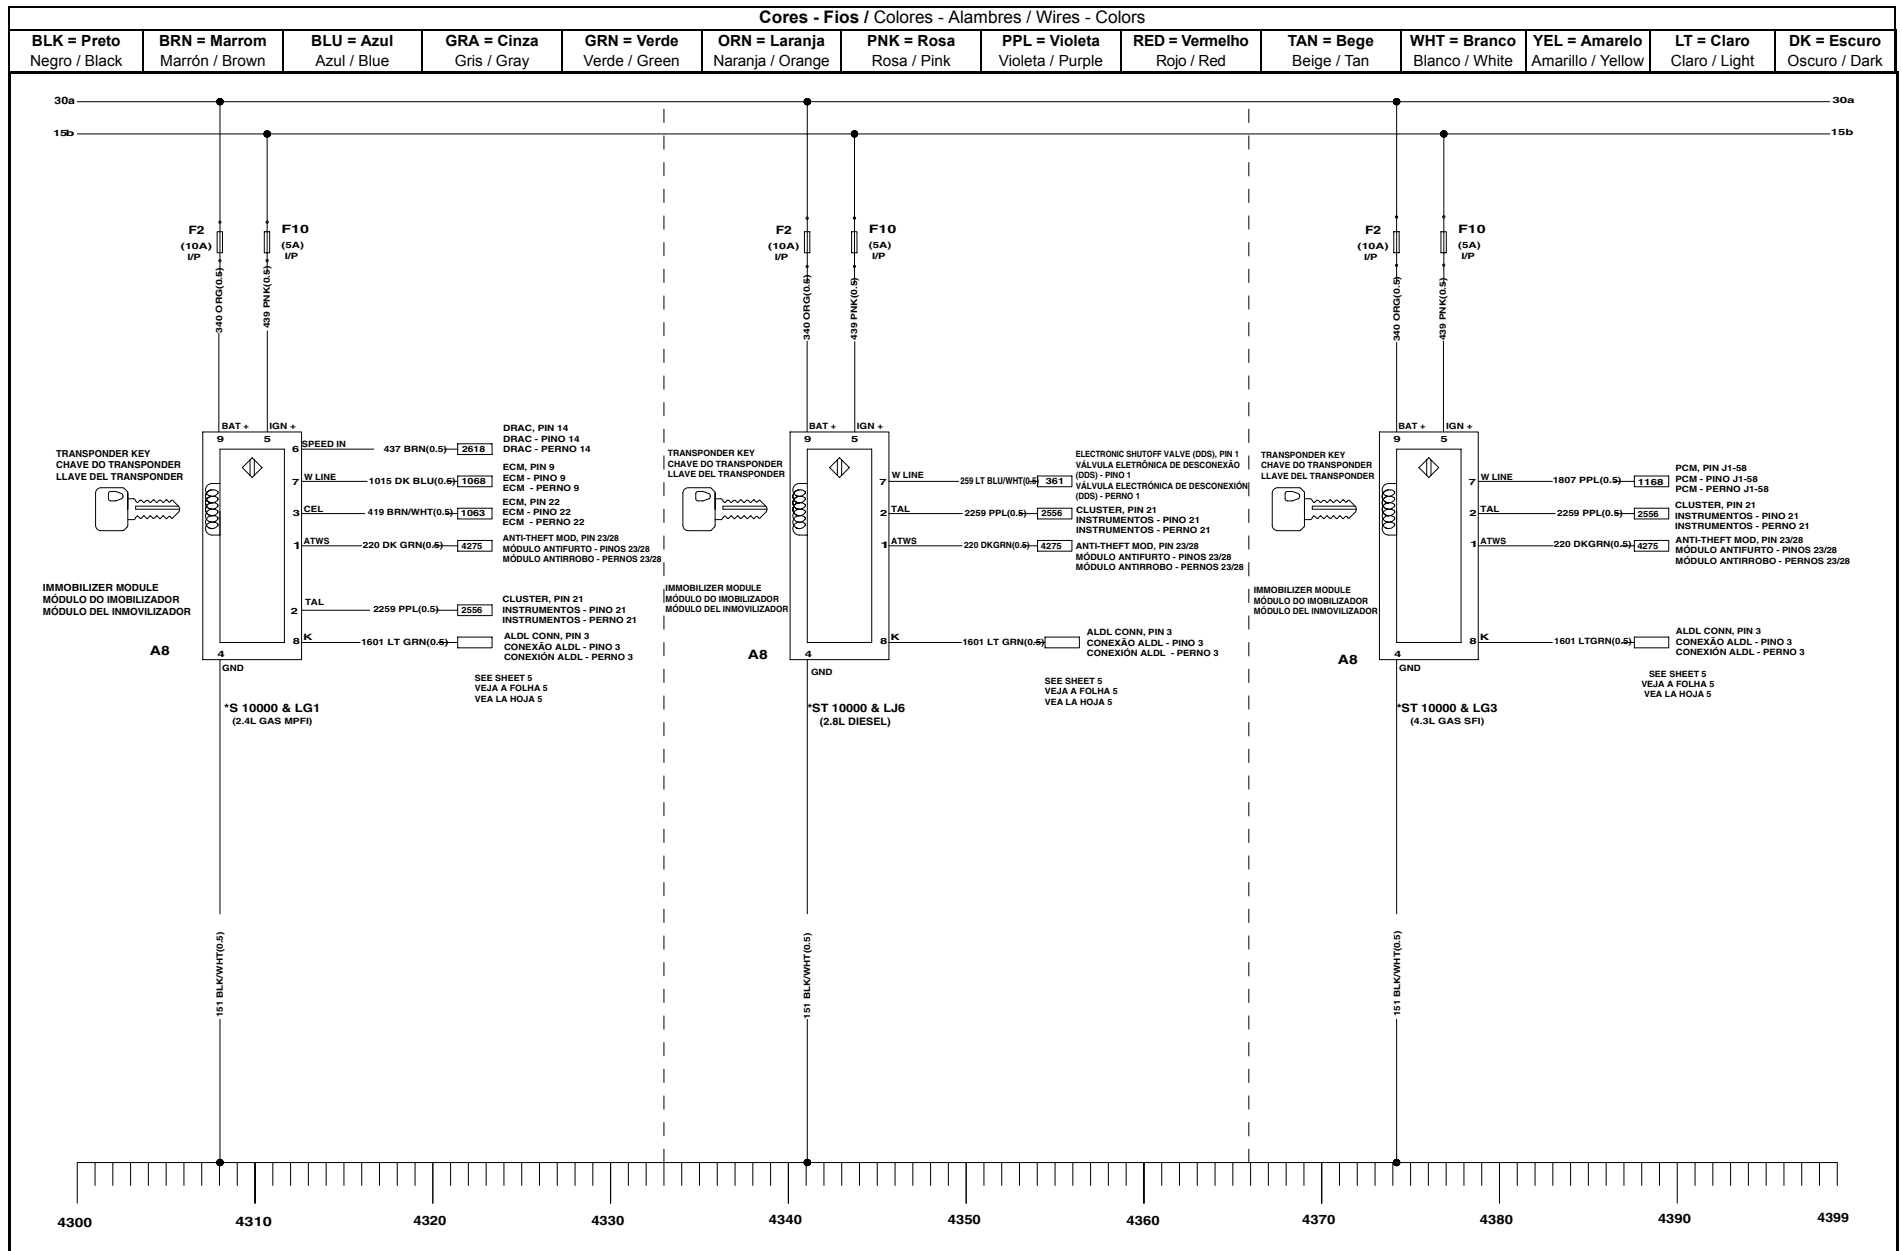 Cores - Fios / Colores - Alambres / Wires - Colors
BLK = Preto
Negro / Black
BRN = Marrom
Marrón / Brown
BLU = Azul
Azul / Blue
GRA = Cinza
Gris / Gray
GRN = Verde
Verde / Green
ORN = Laranja
Naranja / Orange
PNK = Rosa
Rosa / Pink
PPL = Violeta
Violeta / Purple
RED = Vermelho
Rojo / Red
TAN = Bege
Beige / Tan
WHT = Branco
Blanco / White
YEL = Amarelo
Amarillo / Yellow
LT = Claro
Claro / Light
DK = Escuro
Oscuro / Dark
30a
30a
15b
15b
F2
(10A)
I/P
F10
(5A)
I/P
340 ORG(0.5)
439 PNK(0.5)
BAT +
IGN +
9
5
TRANSPONDER KEY
CHAVE DO TRANSPONDER
LLAVE DEL TRANSPONDER
IMMOBILIZER MODULE
MÓDULO DO IMOBILIZADOR
MÓDULO DEL INMOVILIZADOR
A8
6 SPEED IN 437 BRN(0.5) 2618
DRAC, PIN 14
DRAC - PINO 14
DRAC - PERNO 14
7 W LINE 1015 DK BLU(0.5) 1068
ECM, PIN 9
ECM - PINO 9
ECM - PERNO 9
3 CEL 419 BRN/WHT(0.5) 1063
ECM, PIN 22
ECM - PINO 22
ECM - PERNO 22
1 ATWS 220 DK GRN(0.5) 4275
ANTI-THEFT MOD, PIN 23/28
MÓDULO ANTIFURTO - PINOS 23/28
MÓDULO ANTIRROBO - PERNOS 23/28
2 TAL 2259 PPL(0.5) 2556
CLUSTER, PIN 21
INSTRUMENTOS - PINO 21
INSTRUMENTOS - PERNO 21
8 K 1601 LT GRN(0.5)
ALDL CONN, PIN 3
CONEXÃO ALDL - PINO 3
CONEXIÓN ALDL - PERNO 3
SEE SHEET 5
VEJA A FOLHA 5
VEA LA HOJA 5
4
GND
*S 10000 & LG1
(2.4L GAS MPFI)
151 BLK/WHT(0.5)
F2
(10A)
I/P
F10
(5A)
I/P
340 ORG(0.5)
439 PNK(0.5)
BAT +
IGN +
9
5
TRANSPONDER KEY
CHAVE DO TRANSPONDER
LLAVE DEL TRANSPONDER
IMMOBILIZER MODULE
MÓDULO DO IMOBILIZADOR
MÓDULO DEL INMOVILIZADOR
A8
7 W LINE 259 LT BLU/WHT(0.5) 361
ELECTRONIC SHUTOFF VALVE (DDS), PIN 1
VÁLVULA ELETRÔNICA DE DESCONEXÃO
(DDS) - PINO 1
VÁLVULA ELECTRÓNICA DE DESCONEXIÓN
(DDS) - PERNO 1
2 TAL 2259 PPL(0.5) 2556
CLUSTER, PIN 21
INSTRUMENTOS - PINO 21
INSTRUMENTOS - PERNO 21
1 ATWS 220 DKGRN(0.5) 4275
ANTI-THEFT MOD, PIN 23/28
MÓDULO ANTIFURTO - PINOS 23/28
MÓDULO ANTIRROBO - PERNOS 23/28
8 K 1601 LT GRN(0.5)
ALDL CONN, PIN 3
CONEXÃO ALDL - PINO 3
CONEXIÓN ALDL - PERNO 3
SEE SHEET 5
VEJA A FOLHA 5
VEA LA HOJA 5
4
GND
*ST 10000 & LJ6
(2.8L DIESEL)
151 BLK/WHT(0.5)
F2
(10A)
I/P
F10
(5A)
I/P
340 ORG(0.5)
439 PNK(0.5)
BAT +
IGN +
9
5
TRANSPONDER KEY
CHAVE DO TRANSPONDER
LLAVE DEL TRANSPONDER
IMMOBILIZER MODULE
MÓDULO DO IMOBILIZADOR
MÓDULO DEL INMOVILIZADOR
A8
7 W LINE 1807 PPL(0.5) 1168
PCM, PIN J1-58
PCM - PINO J1-58
PCM - PERNO J1-58
2 TAL 2259 PPL(0.5) 2556
CLUSTER, PIN 21
INSTRUMENTOS - PINO 21
INSTRUMENTOS - PERNO 21
1 ATWS 220 DKGRN(0.5) 4275
ANTI-THEFT MOD, PIN 23/28
MÓDULO ANTIFURTO - PINOS 23/28
MÓDULO ANTIRROBO - PERNOS 23/28
8 K 1601 LTGRN(0.5)
ALDL CONN, PIN 3
CONEXÃO ALDL - PINO 3
CONEXIÓN ALDL - PERNO 3
SEE SHEET 5
VEJA A FOLHA 5
VEA LA HOJA 5
4
GND
*ST 10000 & LG3
(4.3L GAS SFI)
151 BLK/WHT(0.5)
4300 4310 4320 4330 4340 4350 4360 4370 4380 4390 4399